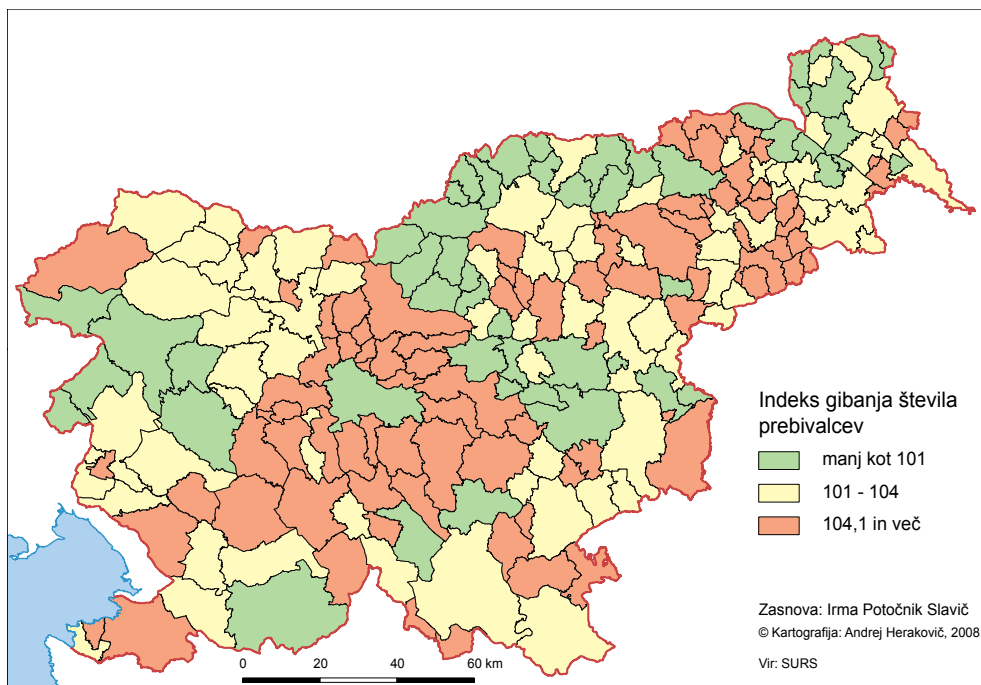 Indeks gibanja števila
prebivalcev
manj kot 101
101 - 104
104,1 in več
Zasnova: Irma Potočnik Slavič
© Kartografija: Andrej Herakovič, 2008
Vir: SURS
0 20 40 60 km